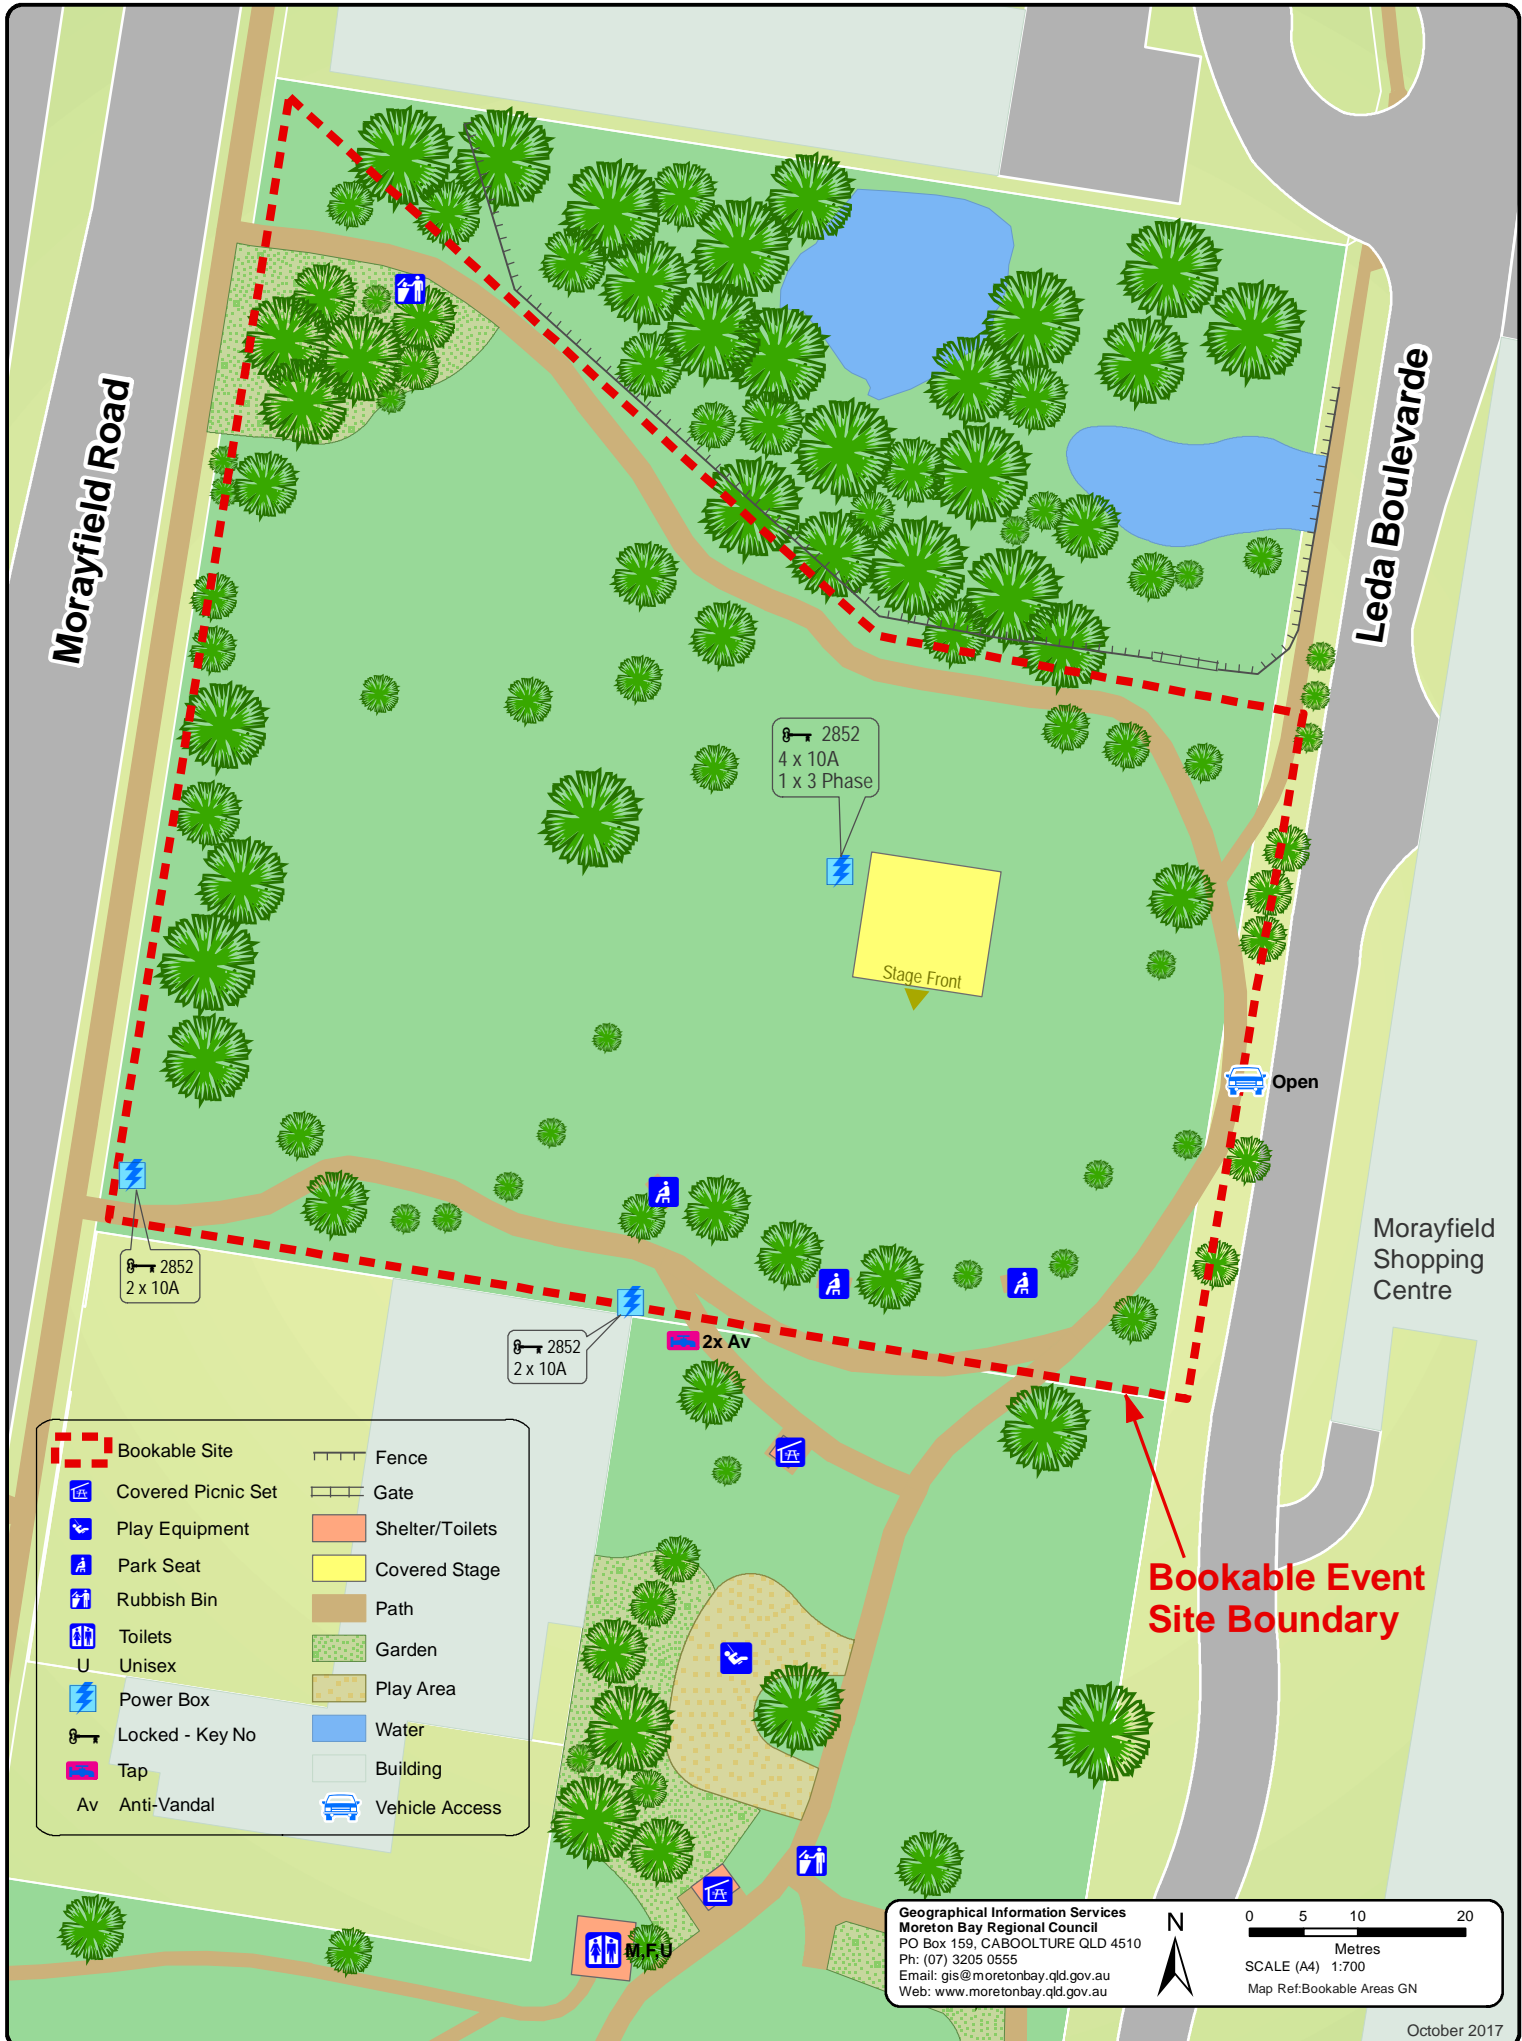 Morayfield Road
Leda Boulevarde
2852
4 x 10A
1 x 3 Phase
Stage Front
Open
2852
2 x 10A
2852
2 x 10A
2x Av
Morayfield
Shopping
Centre
Bookable Event
Site Boundary
Bookable Site
Covered Picnic Set
Play Equipment
Park Seat
Rubbish Bin
Toilets
U Unisex
Power Box
Locked - Key No
Tap
Av Anti-Vandal
Fence
Gate
Shelter/Toilets
Covered Stage
Path
Garden
Play Area
Water
Building
Vehicle Access
M,F,U
Geographical Information Services
Moreton Bay Regional Council
PO Box 159, CABOOLTURE QLD 4510
Ph: (07) 3205 0555
Email: gis@moretonbay.qld.gov.au
Web: www.moretonbay.qld.gov.au
N
0 5 10 20
Metres
SCALE (A4) 1:700
Map Ref:Bookable Areas GN
October 2017